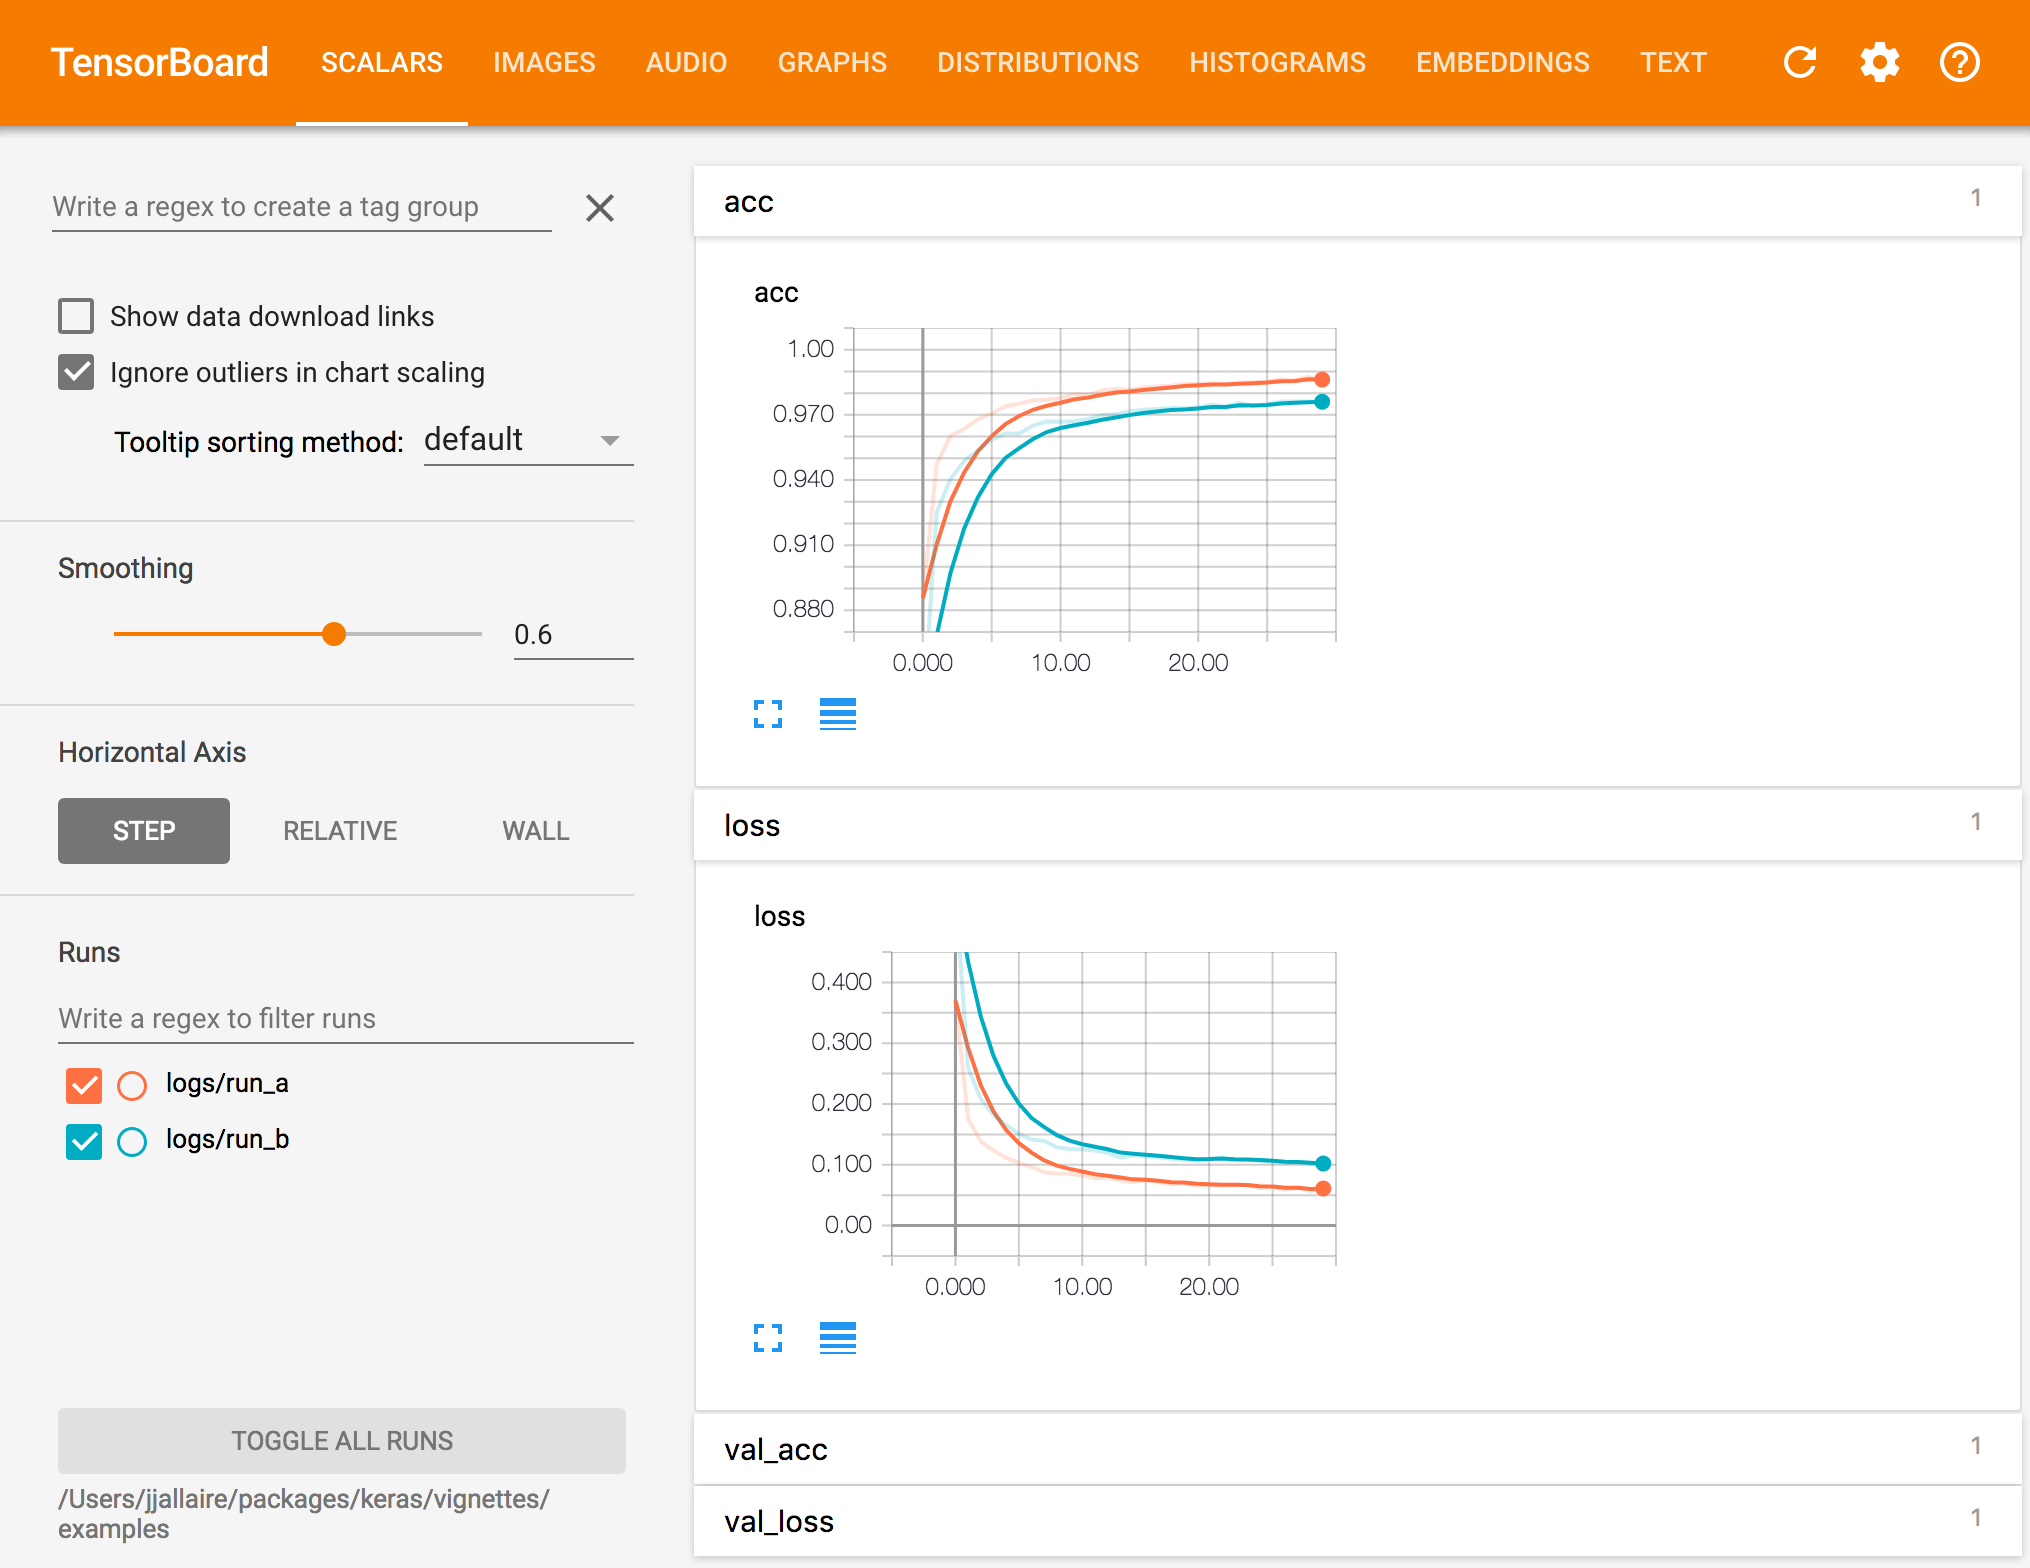 TensorBoard SCALARS IMAGES AUDIO GRAPHS DISTRIBUTIONS HISTOGRAMS EMBEDDINGS TEXT
Write a regex to create a tag group
Show data download links
Ignore outliers in chart scaling
Tooltip sorting method: default
Smoothing
0.6
Horizontal Axis
STEP RELATIVE WALL
Runs
Write a regex to filter runs
logs/run_a
logs/run_b
TOGGLE ALL RUNS
/Users/jjallaire/packages/keras/vignettes/
examples
acc 1
acc
1.00
0.970
0.940
0.910
0.880
0.000 10.00 20.00
loss 1
loss
0.400
0.300
0.200
0.100
0.00
0.000 10.00 20.00
val_acc 1
val_loss 1